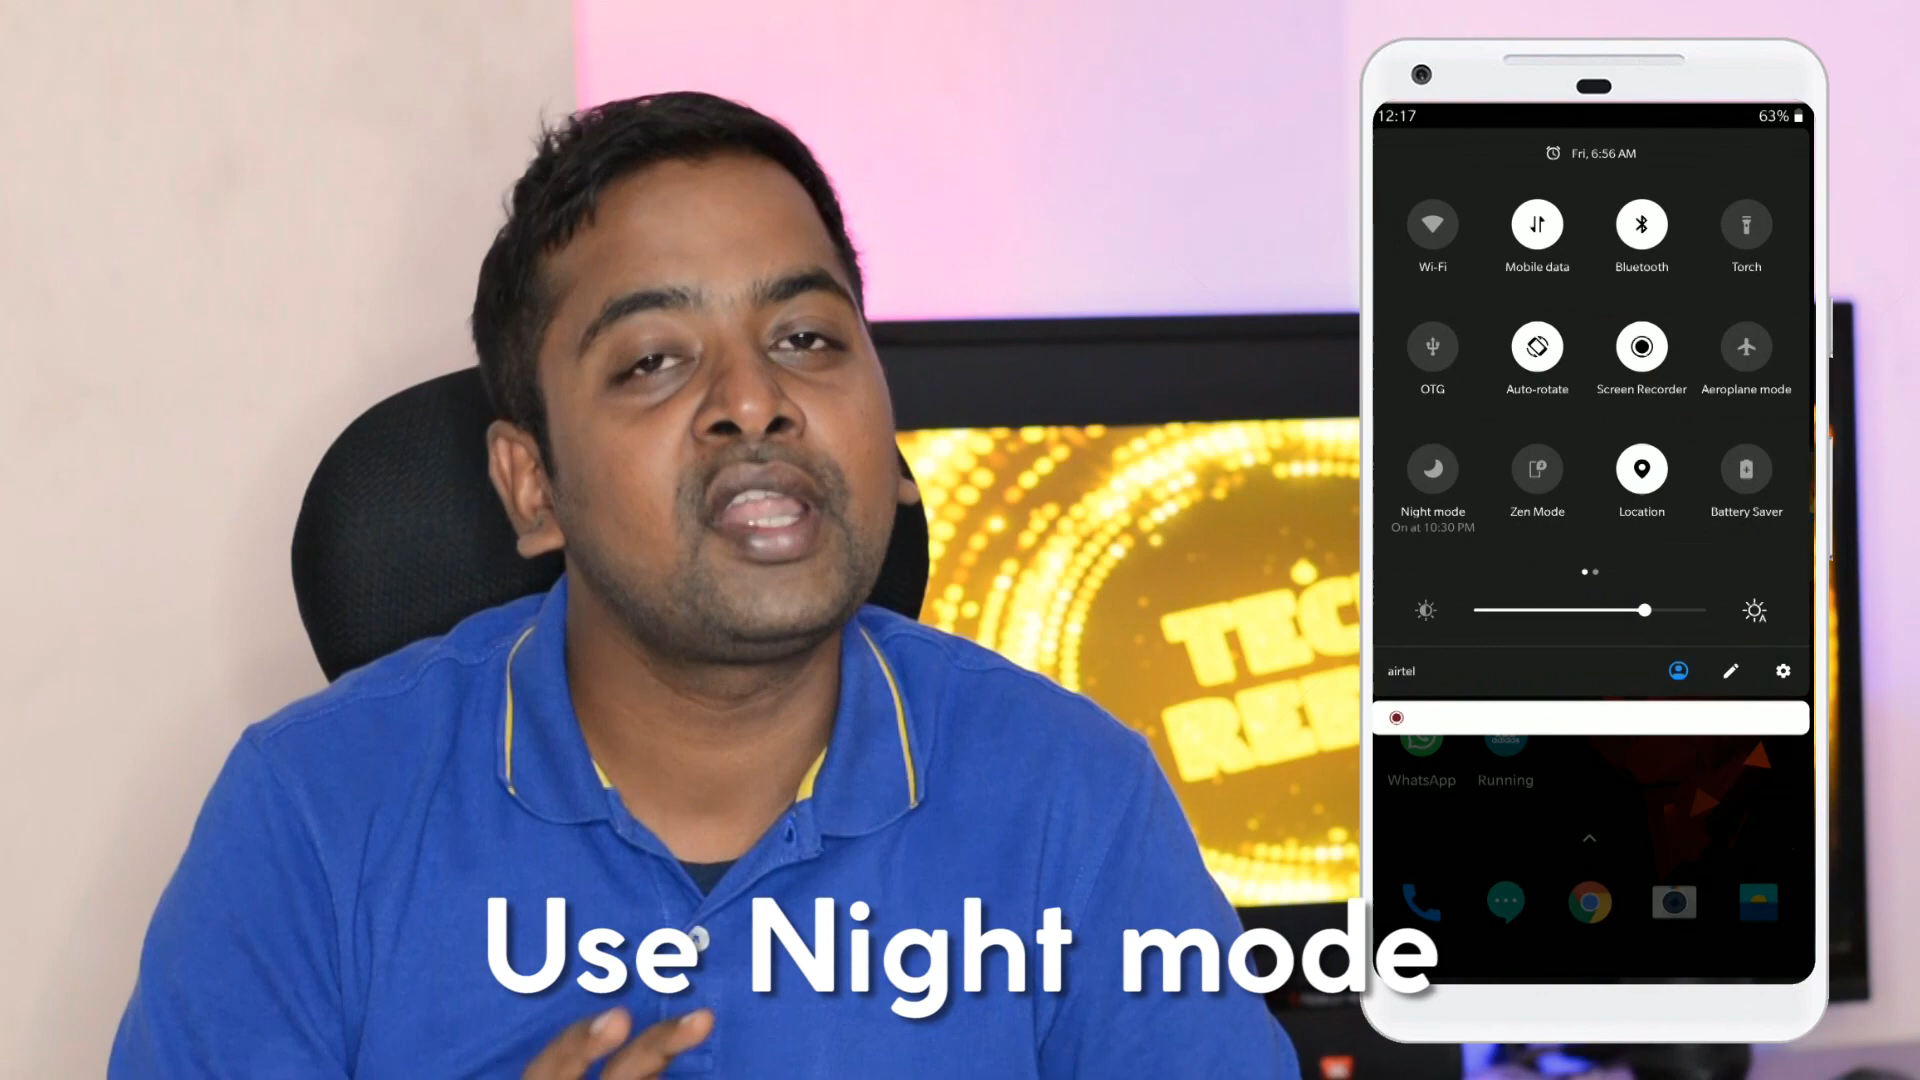 12:17
63%
Fri, 6:56 AM
Wi-Fi
Mobile data
Bluetooth
Torch
OTG
Auto-rotate
Screen Recorder
Aeroplane mode
Night mode
On at 10:30 PM
Zen Mode
Location
Battery Saver
airtel
WhatsApp
Running
TEC
Use Night mode